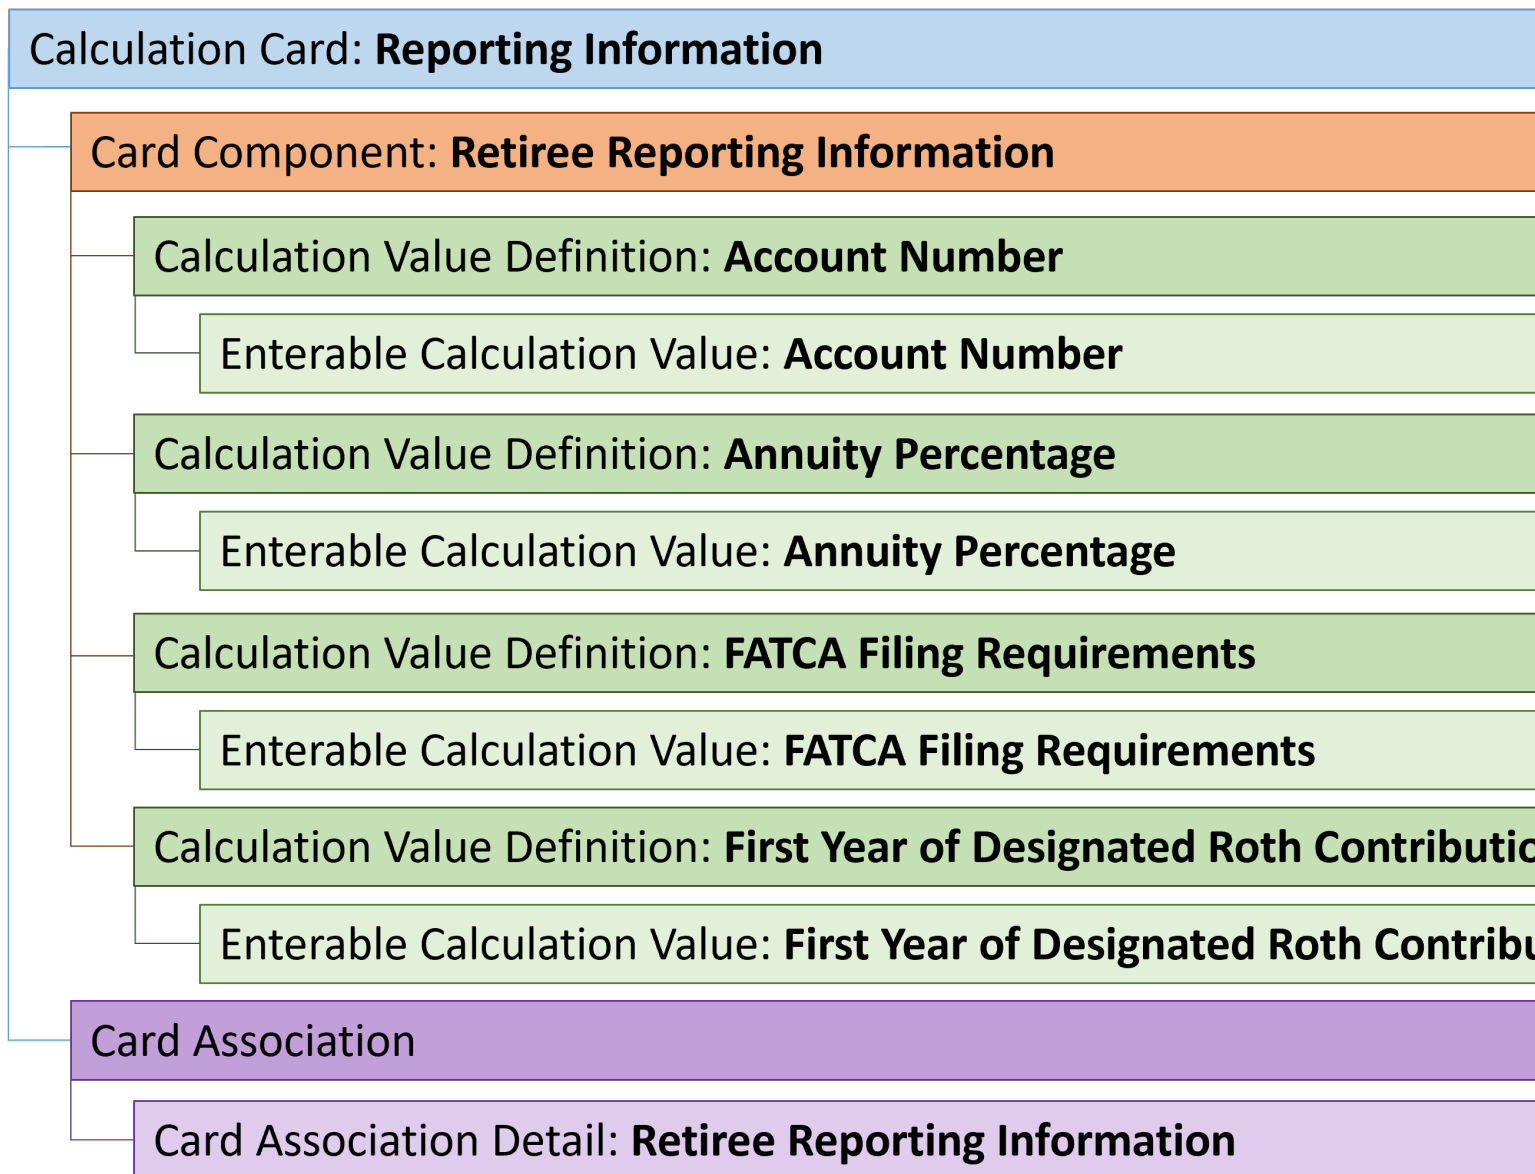 Calculation Card: Reporting Information
Card Component: Retiree Reporting Information
Calculation Value Definition: Account Number
Enterable Calculation Value: Account Number
Calculation Value Definition: Annuity Percentage
Enterable Calculation Value: Annuity Percentage
Calculation Value Definition: FATCA Filing Requirements
Enterable Calculation Value: FATCA Filing Requirements
Calculation Value Definition: First Year of Designated Roth
Enterable Calculation Value: First Year of Designated Roth
Card Association
Card Association Detail: Retiree Reporting Information